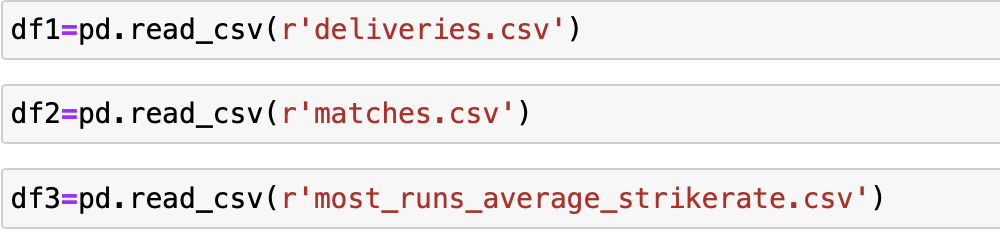 df1=pd.read_csv(r'deliveries.csv')
df2=pd.read_csv(r'matches.csv')
df3=pd.read_csv(r'most_runs_average_strikerate.csv')